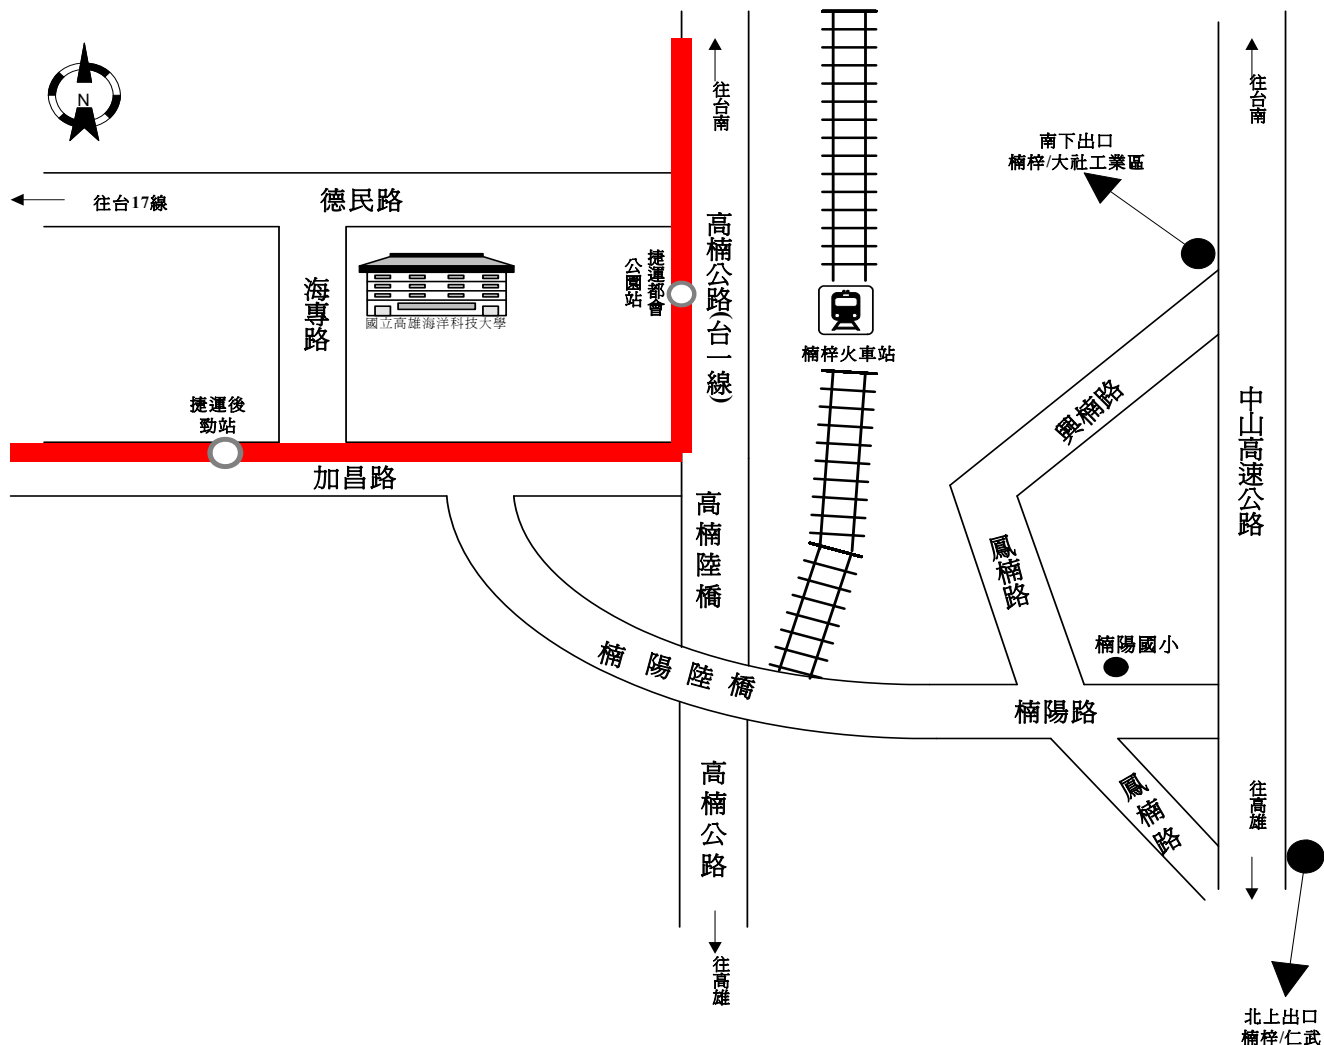 N
往台南
往台南
南下出口
楠梓/大社工業區
往台17線
德民路
高楠公路(台一線)
捷運都會
公園站
海專路
國立高雄海洋科技大學
楠梓火車站
捷運後
勁站
興楠路
中山高速公路
加昌路
高楠陸橋
鳳楠路
楠陽國小
楠陽陸橋
楠陽路
高楠公路
鳳楠路
往高雄
往高雄
北上出口
楠梓/仁武